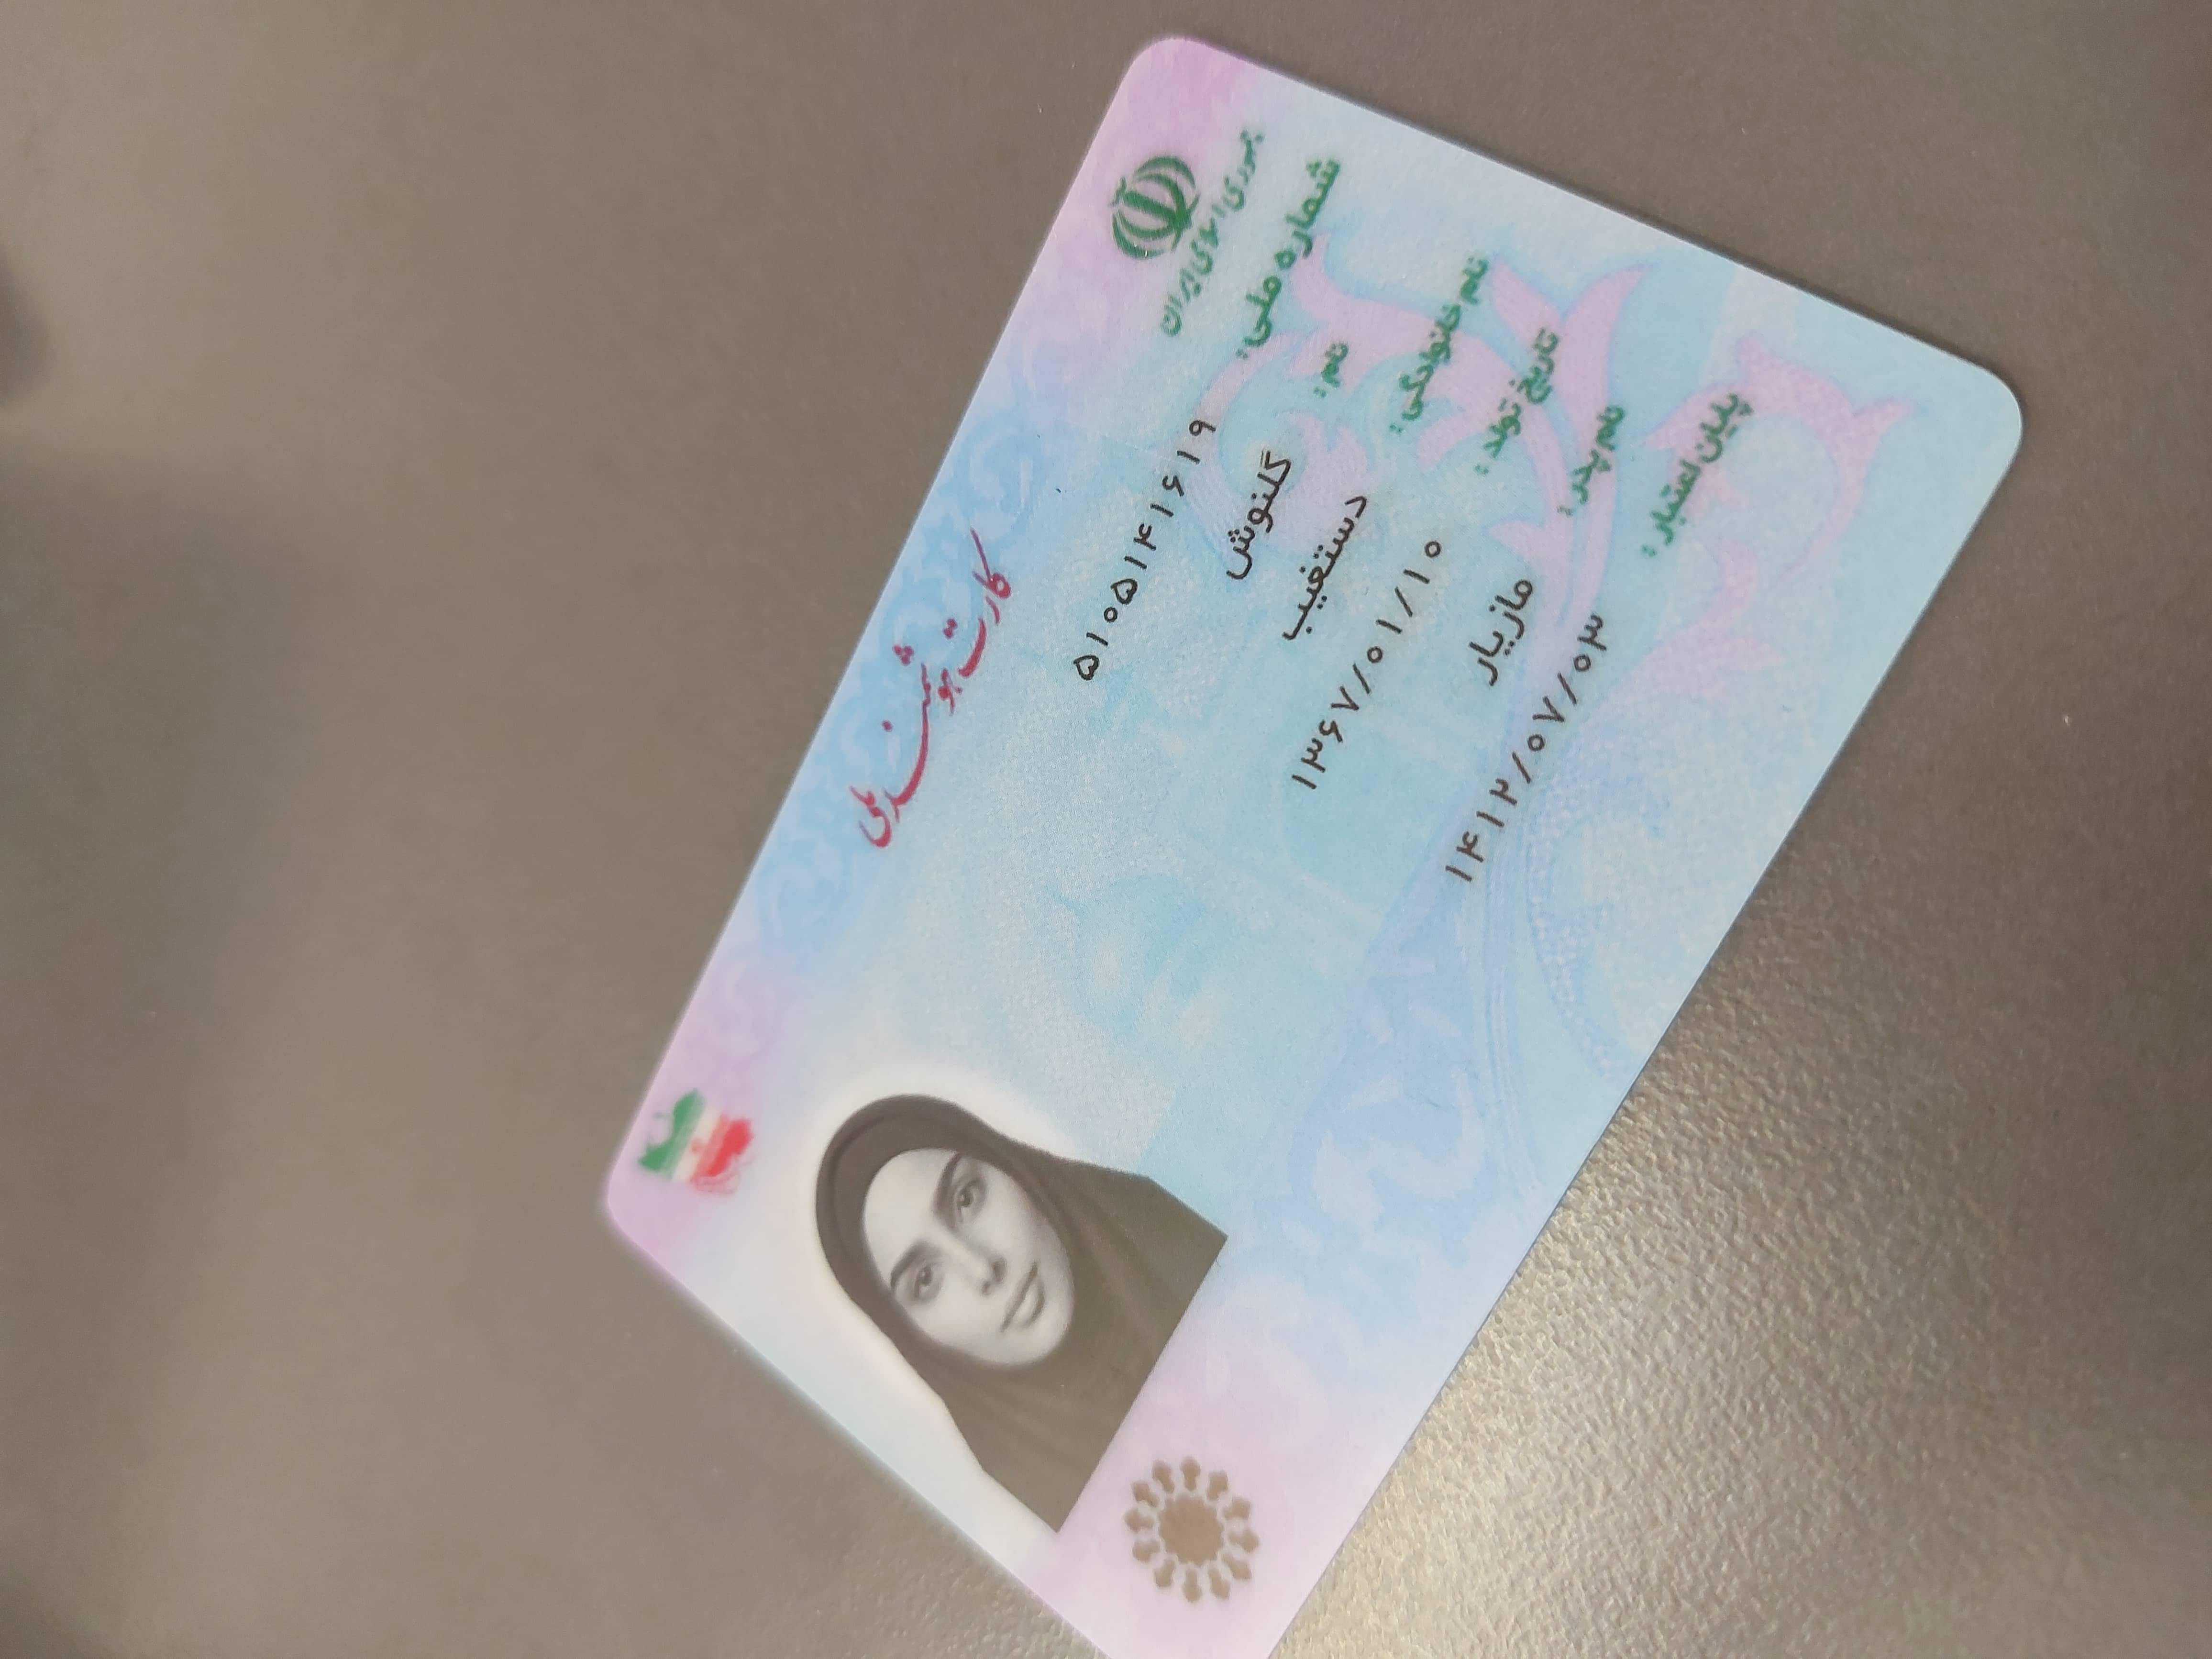 جمهوری اسلامی ایران
کارت هوشمند ملی
شماره ملی: ۵۱۰۵۱۴۱۶۱۹
نام: گلنوش
نام خانوادگی: دستغیب
تاریخ تولد: ۱۳۶۷/۰۱/۱۰
نام پدر: مازیار
پایان اعتبار: ۱۴۱۲/۰۷/۰۳